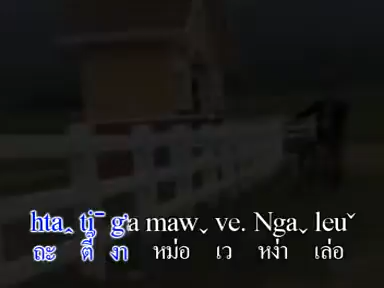 hta‸ ti̱¯ g̈a maw˯ ve. Nga˯ leuˇ
ถะ ตี้ งา หม่อ เว หง่า เล่อ